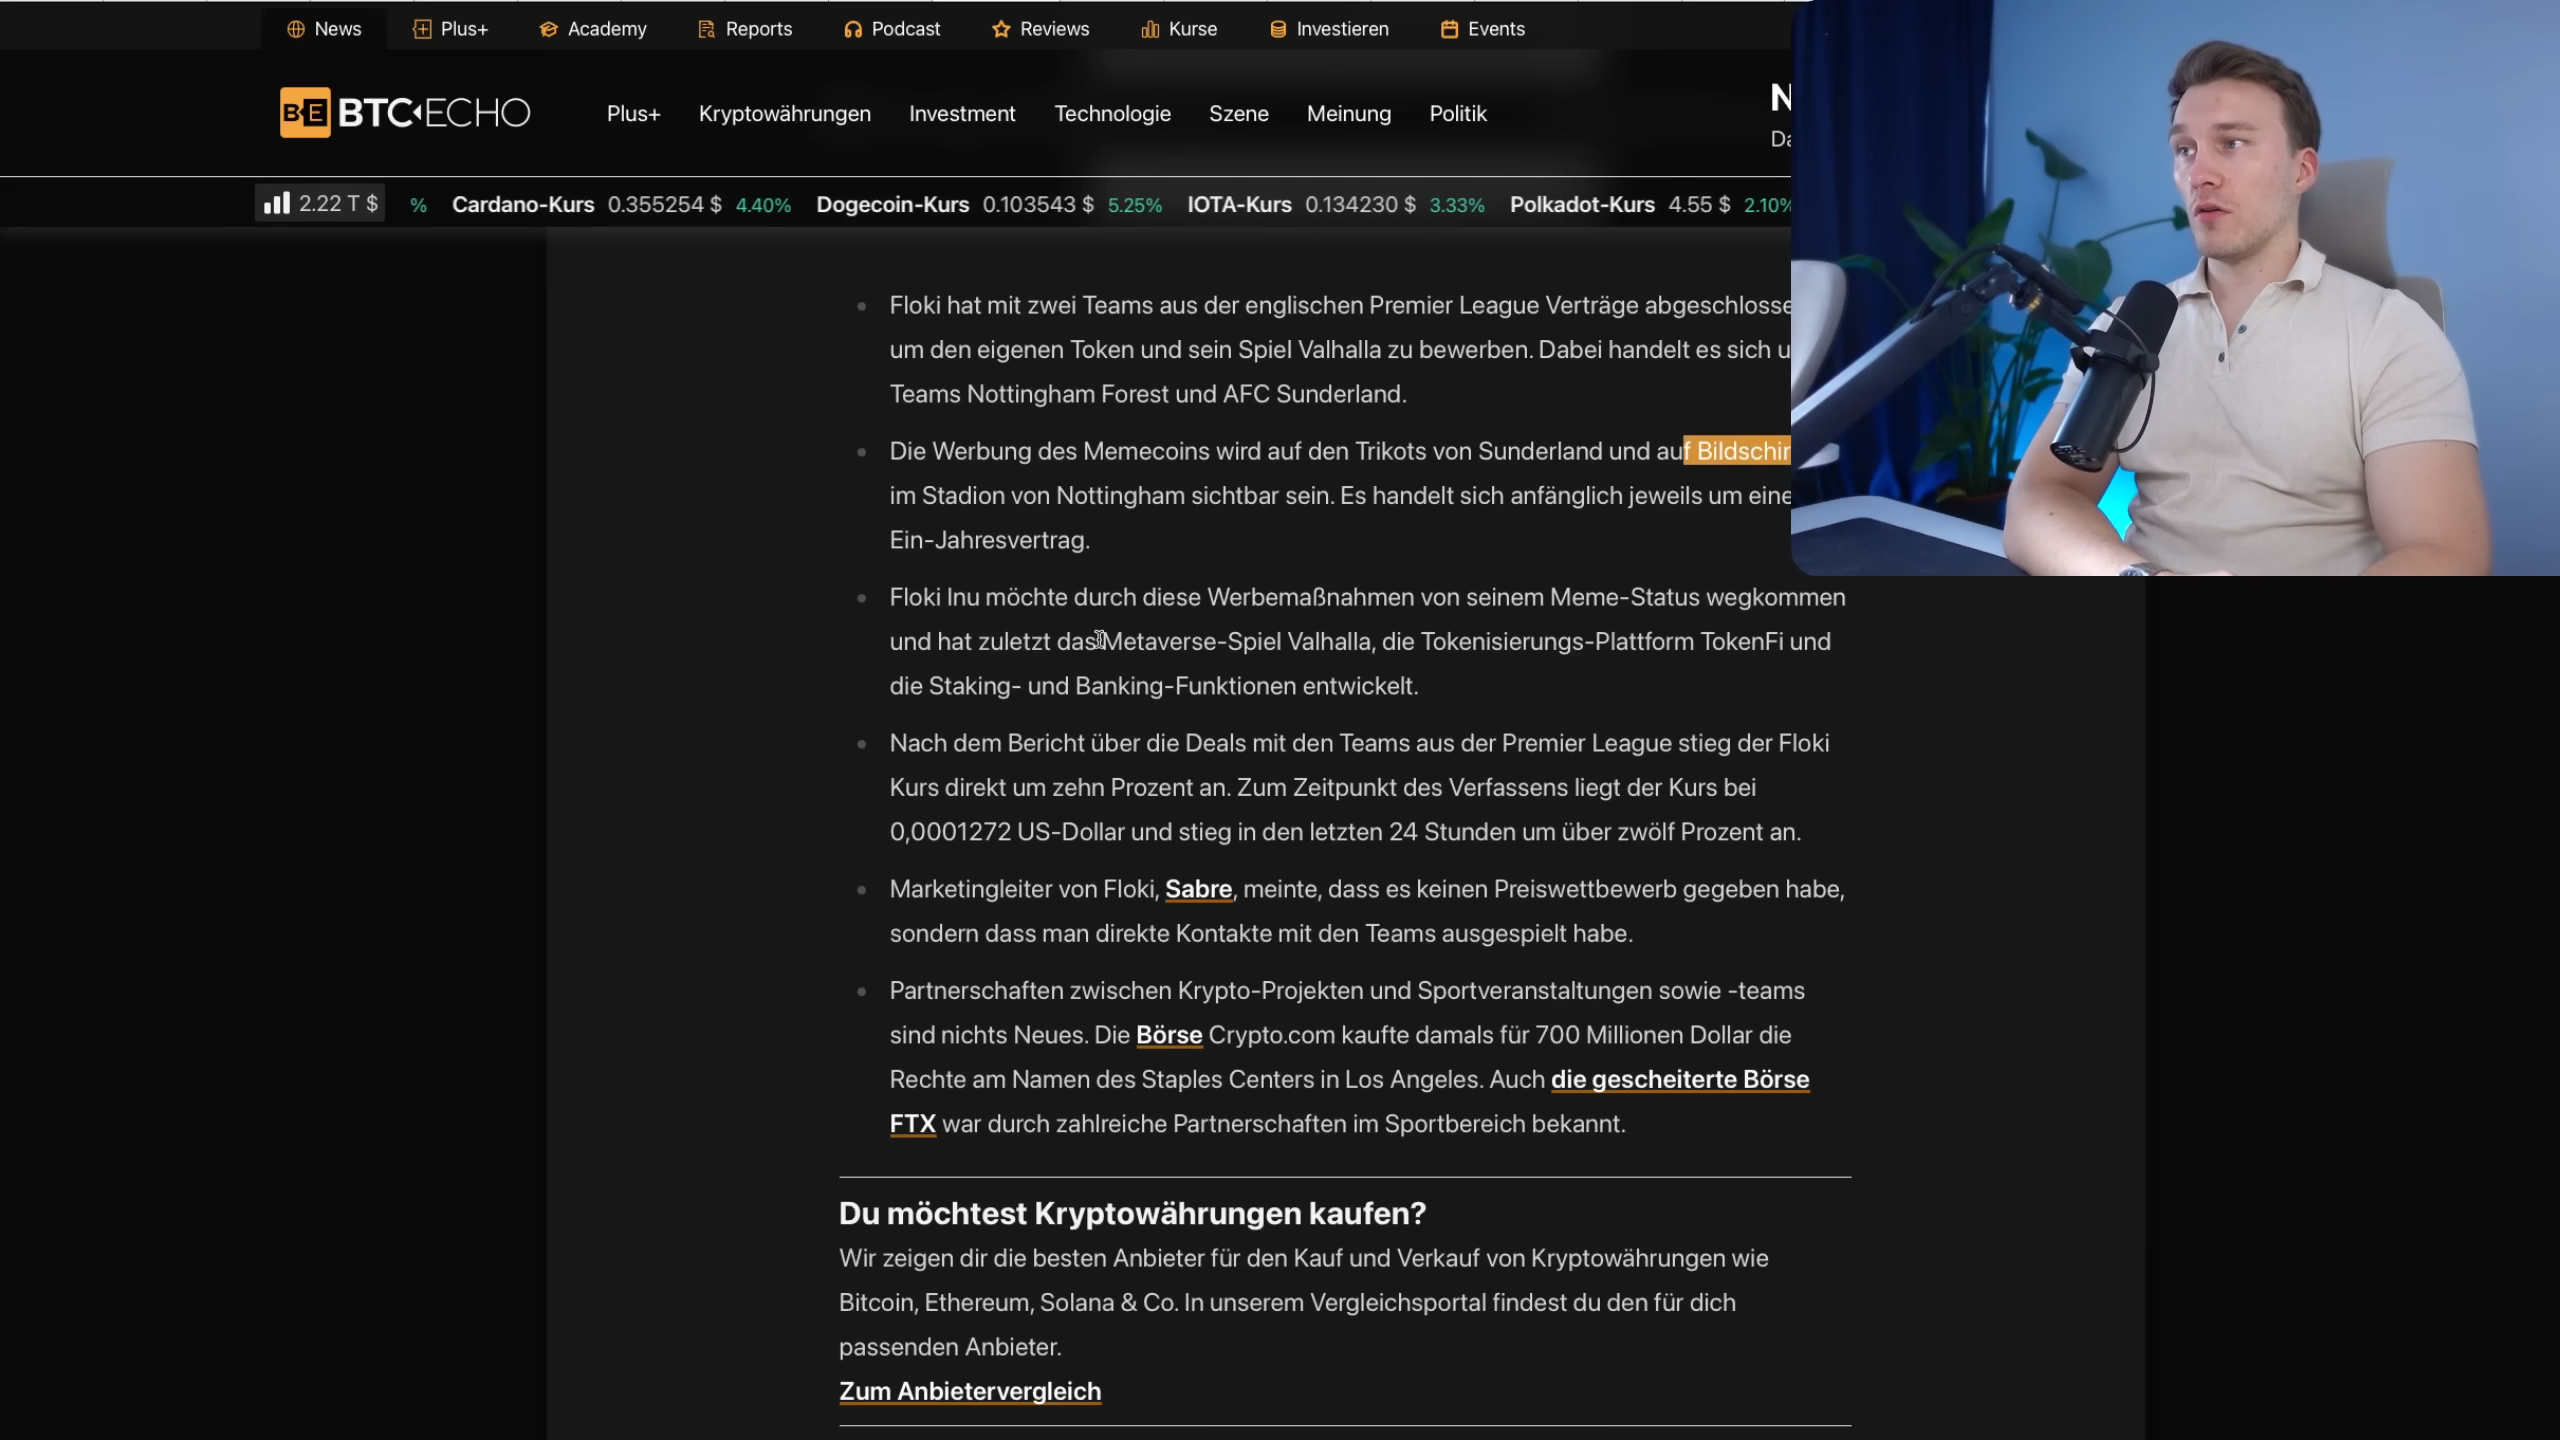 News
Plus+
Academy
Reports
Podcast
Reviews
Kurse
Investieren
Events
BE BTC ECHO
Plus+
Kryptowährungen
Investment
Technologie
Szene
Meinung
Politik
2.22 T $
% Cardano-Kurs 0.355254 $ 4.40% Dogecoin-Kurs 0.103543 $ 5.25% IOTA-Kurs 0.134230 $ 3.33% Polkadot-Kurs 4.55 $ 2.10%
Floki hat mit zwei Teams aus der englischen Premier League Verträge
um den eigenen Token und sein Spiel Valhalla zu bewerben. Dabei handelt es sich
Teams Nottingham Forest und AFC Sunderland.
Die Werbung des Memecoins wird auf den Trikots von Sunderland und auf
im Stadion von Nottingham sichtbar sein. Es handelt sich anfänglich jeweils um
Ein-Jahresvertrag.
Floki Inu möchte durch diese Werbemaßnahmen von seinem Meme-Status wegkommen
und hat zuletzt das Metaverse-Spiel Valhalla, die Tokenisierungs-Plattform TokenFi und
die Staking- und Banking-Funktionen entwickelt.
Nach dem Bericht über die Deals mit den Teams aus der Premier League stieg der Floki
Kurs direkt um zehn Prozent an. Zum Zeitpunkt des Verfassens liegt der Kurs bei
0,0001272 US-Dollar und stieg in den letzten 24 Stunden um über zwölf Prozent an.
Marketingleiter von Floki, Sabre, meinte, dass es keinen Preiswettbewerb gegeben habe,
sondern dass man direkte Kontakte mit den Teams ausgespielt habe.
Partnerschaften zwischen Krypto-Projekten und Sportveranstaltungen sowie -teams
sind nichts Neues. Die Börse Crypto.com kaufte damals für 700 Millionen Dollar die
Rechte am Namen des Staples Centers in Los Angeles. Auch die gescheiterte Börse
FTX war durch zahlreiche Partnerschaften im Sportbereich bekannt.
Du möchtest Kryptowährungen kaufen?
Wir zeigen dir die besten Anbieter für den Kauf und Verkauf von Kryptowährungen wie
Bitcoin, Ethereum, Solana & Co. In unserem Vergleichsportal findest du den für dich
passenden Anbieter.
Zum Anbietervergleich